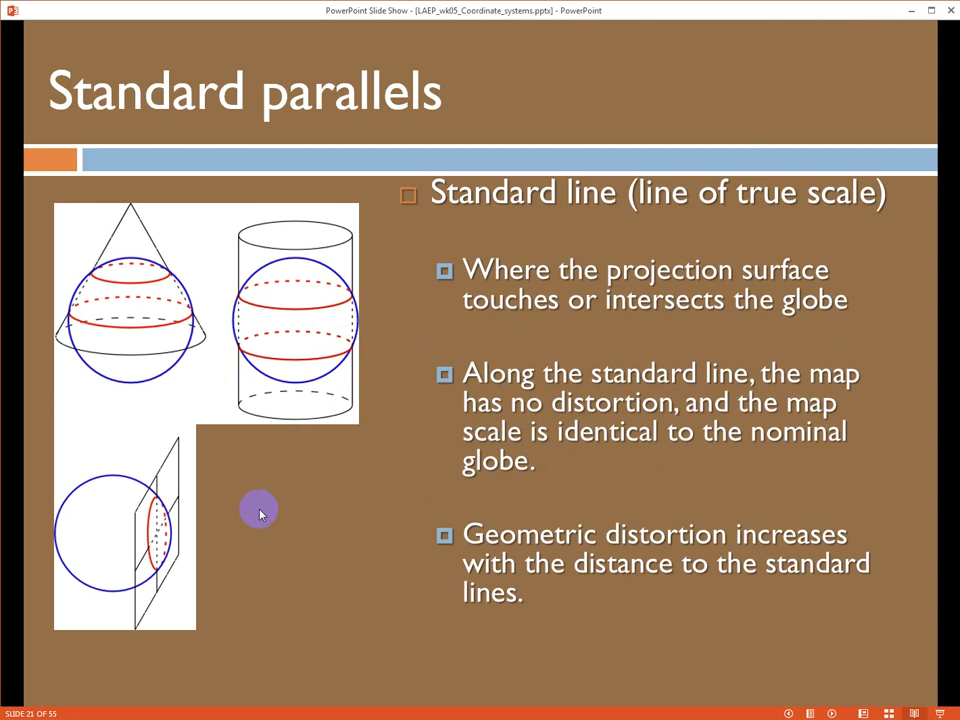 PowerPoint Slide Show - [LAEP_wk05_Coordinate_systems.pptx] - PowerPoint
Standard parallels
Standard line (line of true scale)
Where the projection surface
touches or intersects the globe
Along the standard line, the map
has no distortion, and the map
scale is identical to the nominal
globe.
Geometric distortion increases
with the distance to the standard
lines.
SLIDE 21 OF 55